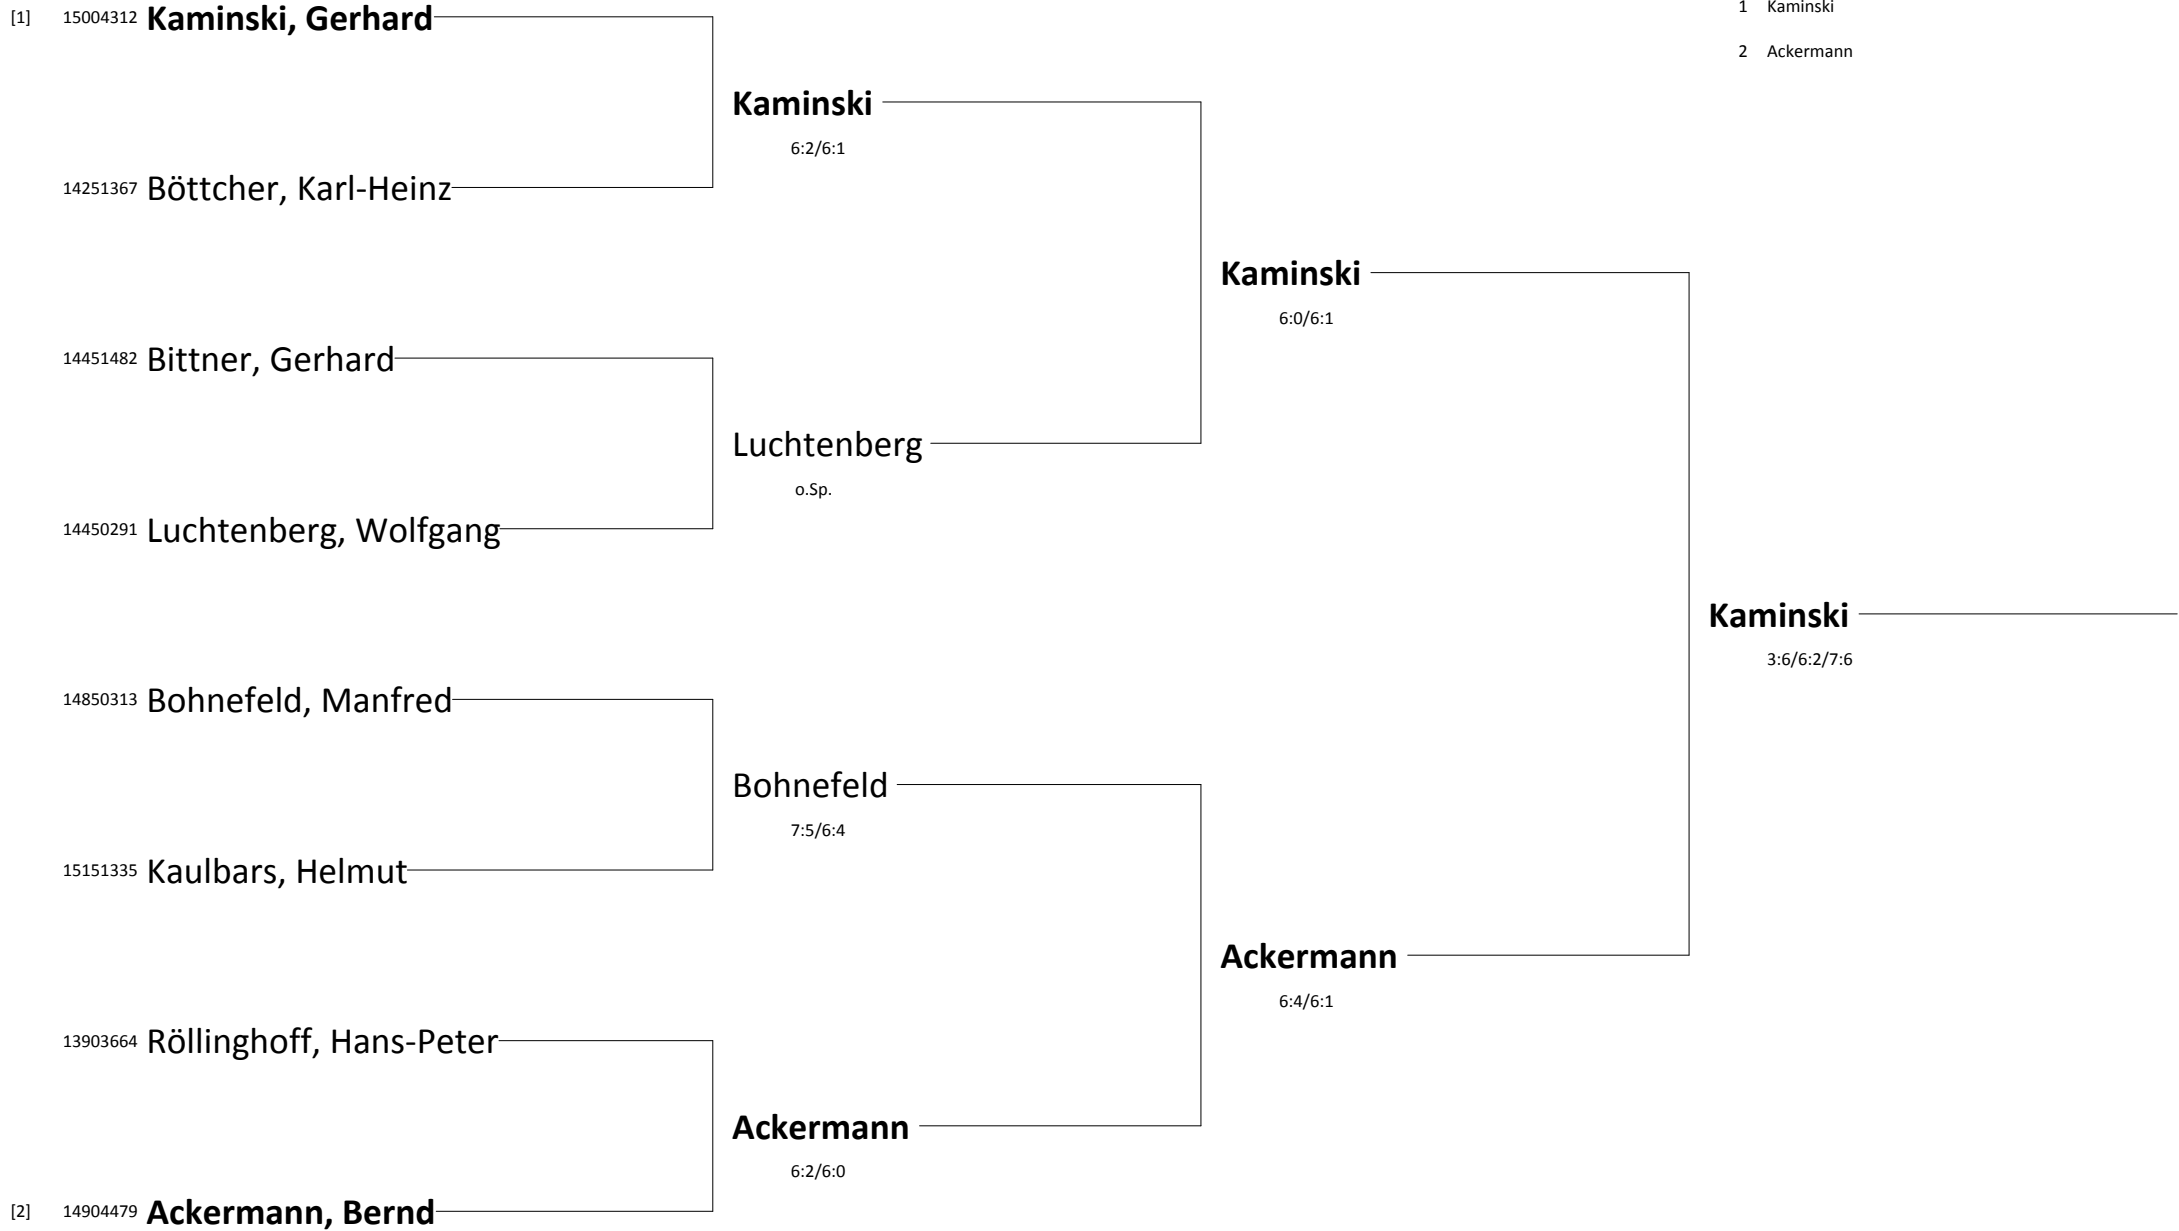 1 Kaminski
2 Ackermann
[1] 15004312 Kaminski, Gerhard
Kaminski
6:2/6:1
14251367 Böttcher, Karl-Heinz
Kaminski
6:0/6:1
14451482 Bittner, Gerhard
Luchtenberg
o.Sp.
14450291 Luchtenberg, Wolfgang
Kaminski
3:6/6:2/7:6
14850313 Bohnefeld, Manfred
Bohnefeld
7:5/6:4
15151335 Kaulbars, Helmut
Ackermann
6:4/6:1
13903664 Röllinghoff, Hans-Peter
Ackermann
6:2/6:0
[2] 14904479 Ackermann, Bernd